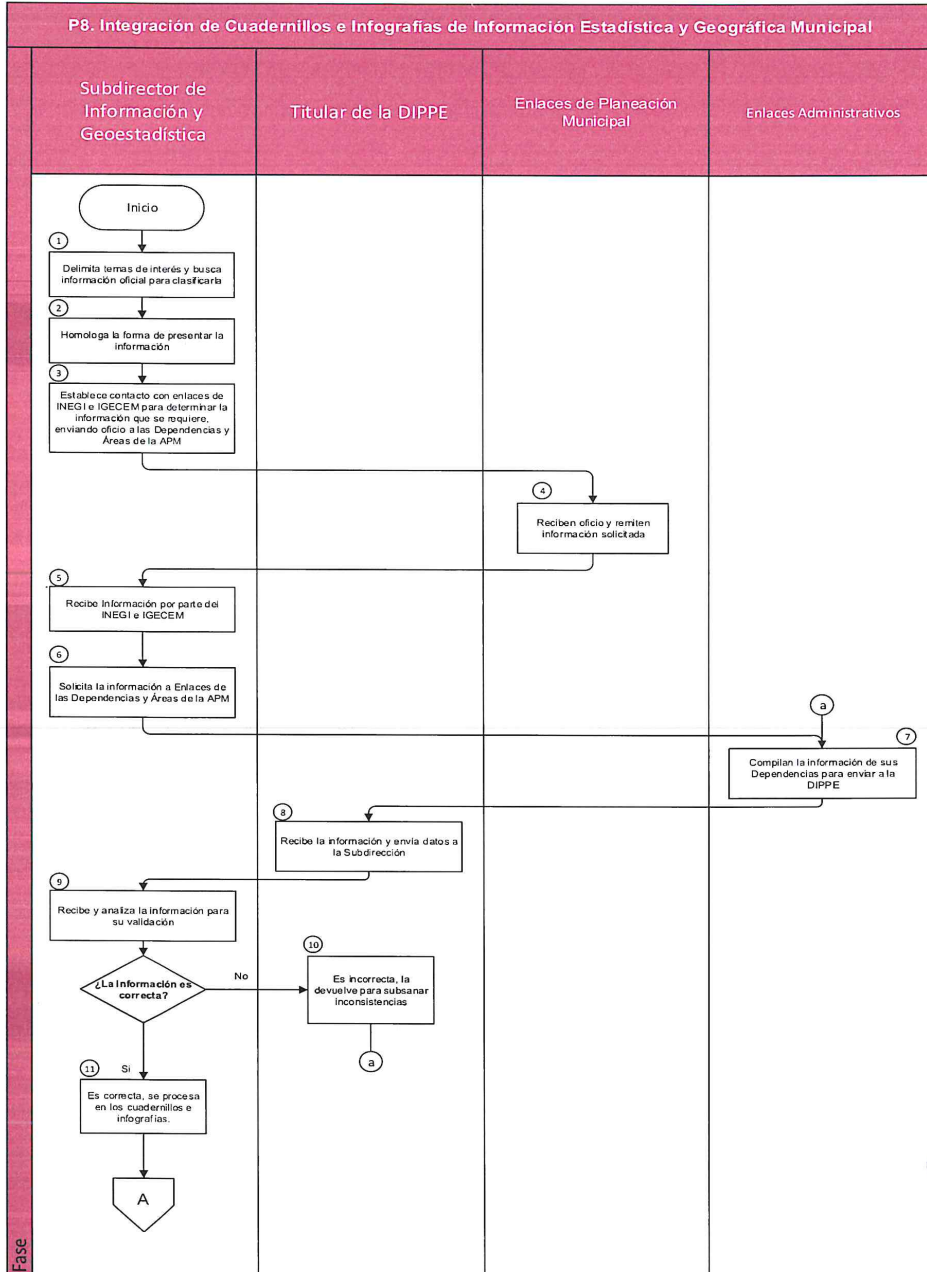 P8. Integración de Cuadernillos e Infografías de Información Estadística y Geográfica Municipal
Subdirector de
Información y
Geoestadística
Titular de la DIPPE
Enlaces de Planeación
Municipal
Enlaces Administrativos
Inicio
1
Delimita temas de interés y busca
información oficial para clasificarla
2
Homologa la forma de presentar la
información
3
Establece contacto con enlaces de
INEGI e IGECEM para determinar la
información que se requiere,
enviando oficio a las Dependencias y
Áreas de la APM
4
Reciben oficio y remiten
información solicitada
5
Recibe Información por parte del
INEGI e IGECEM
6
Solicita la información a Enlaces de
las Dependencias y Áreas de la APM
a
7
Compilan la información de sus
Dependencias para enviar a la
DIPPE
8
Recibe la información y envía datos a
la Subdirección
9
Recibe y analiza la información para
su validación
¿La Información es
correcta?
No
10
Es incorrecta, la
devuelve para subsanar
inconsistencias
a
Si
11
Es correcta, se procesa
en los cuadernillos e
infografías.
A
Fase